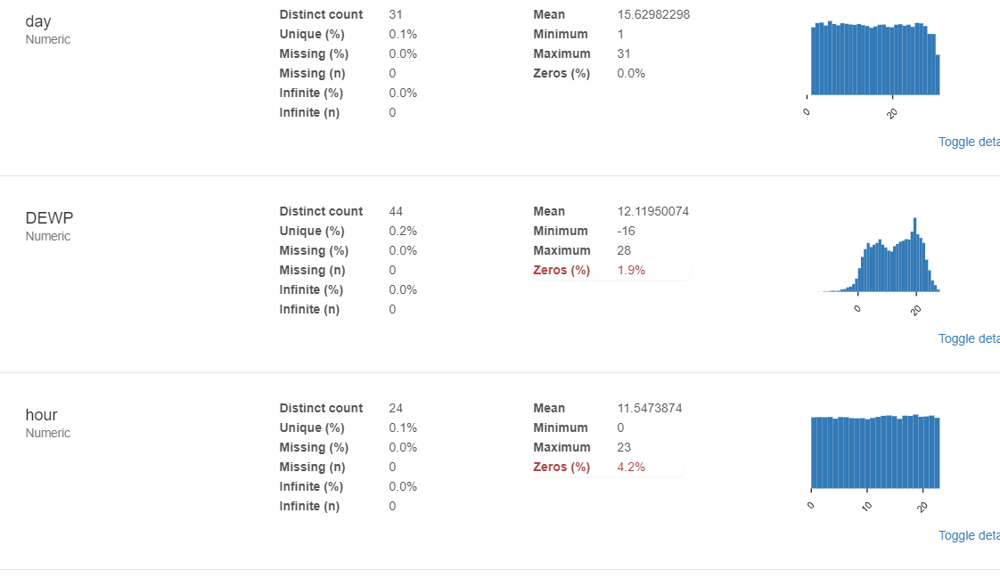 day
Numeric
Distinct count 31
Unique (%) 0.1%
Missing (%) 0.0%
Missing (n) 0
Infinite (%) 0.0%
Infinite (n) 0
Mean 15.62982298
Minimum 1
Maximum 31
Zeros (%) 0.0%
0 20
Toggle deta
DEWP
Numeric
Distinct count 44
Unique (%) 0.2%
Missing (%) 0.0%
Missing (n) 0
Infinite (%) 0.0%
Infinite (n) 0
Mean 12.11950074
Minimum -16
Maximum 28
Zeros (%) 1.9%
0 20
Toggle deta
hour
Numeric
Distinct count 24
Unique (%) 0.1%
Missing (%) 0.0%
Missing (n) 0
Infinite (%) 0.0%
Infinite (n) 0
Mean 11.5473874
Minimum 0
Maximum 23
Zeros (%) 4.2%
0 10 20
Toggle deta